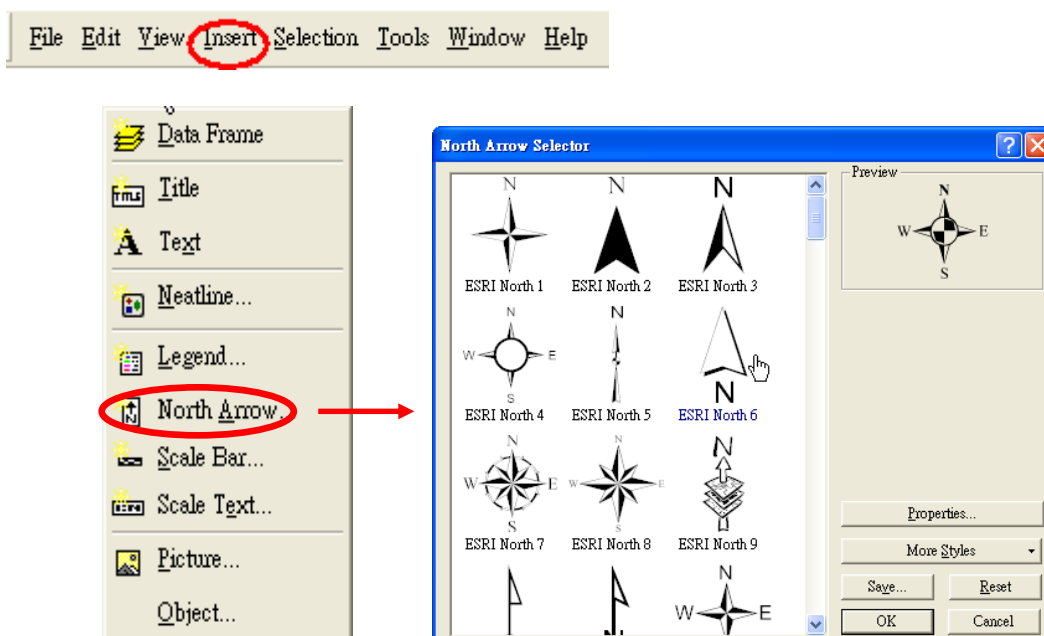 File Edit View Insert Selection Tools Window Help
Data Frame
TITLE Title
A Text
Neatline...
Legend...
N North Arrow.
Scale Bar...
Scale Text...
Picture...
Object...
North Arrow Selector
N N N
ESRI North 1 ESRI North 2 ESRI North 3
N N
W E
S N
ESRI North 4 ESRI North 5 ESRI North 6
N N N
W E W E
S S
ESRI North 7 ESRI North 8 ESRI North 9
N
W E
Preview
N
W E
S
Properties...
More Styles
Save... Reset
OK Cancel